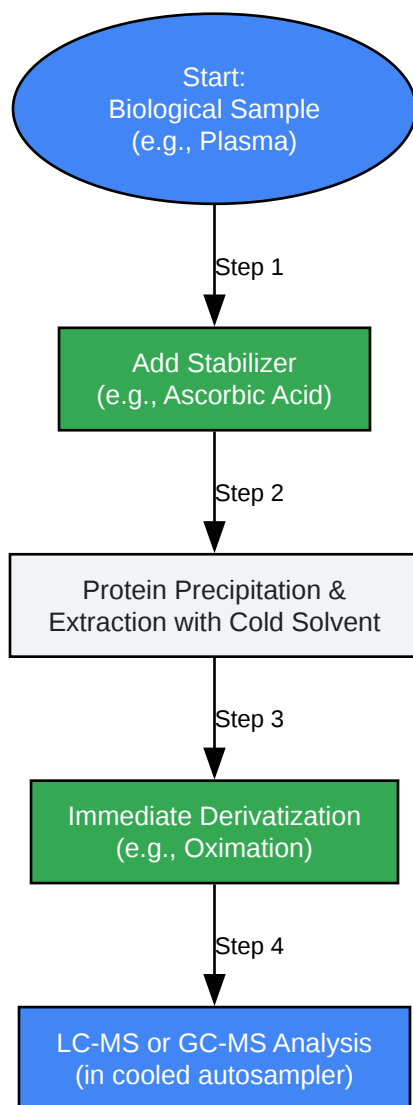 Start:
Biological Sample
(e.g., Plasma)
Step 1
Add Stabilizer
(e.g., Ascorbic Acid)
Step 2
Protein Precipitation &
Extraction with Cold Solvent
Step 3
Immediate Derivatization
(e.g., Oximation)
Step 4
LC-MS or GC-MS Analysis
(in cooled autosampler)